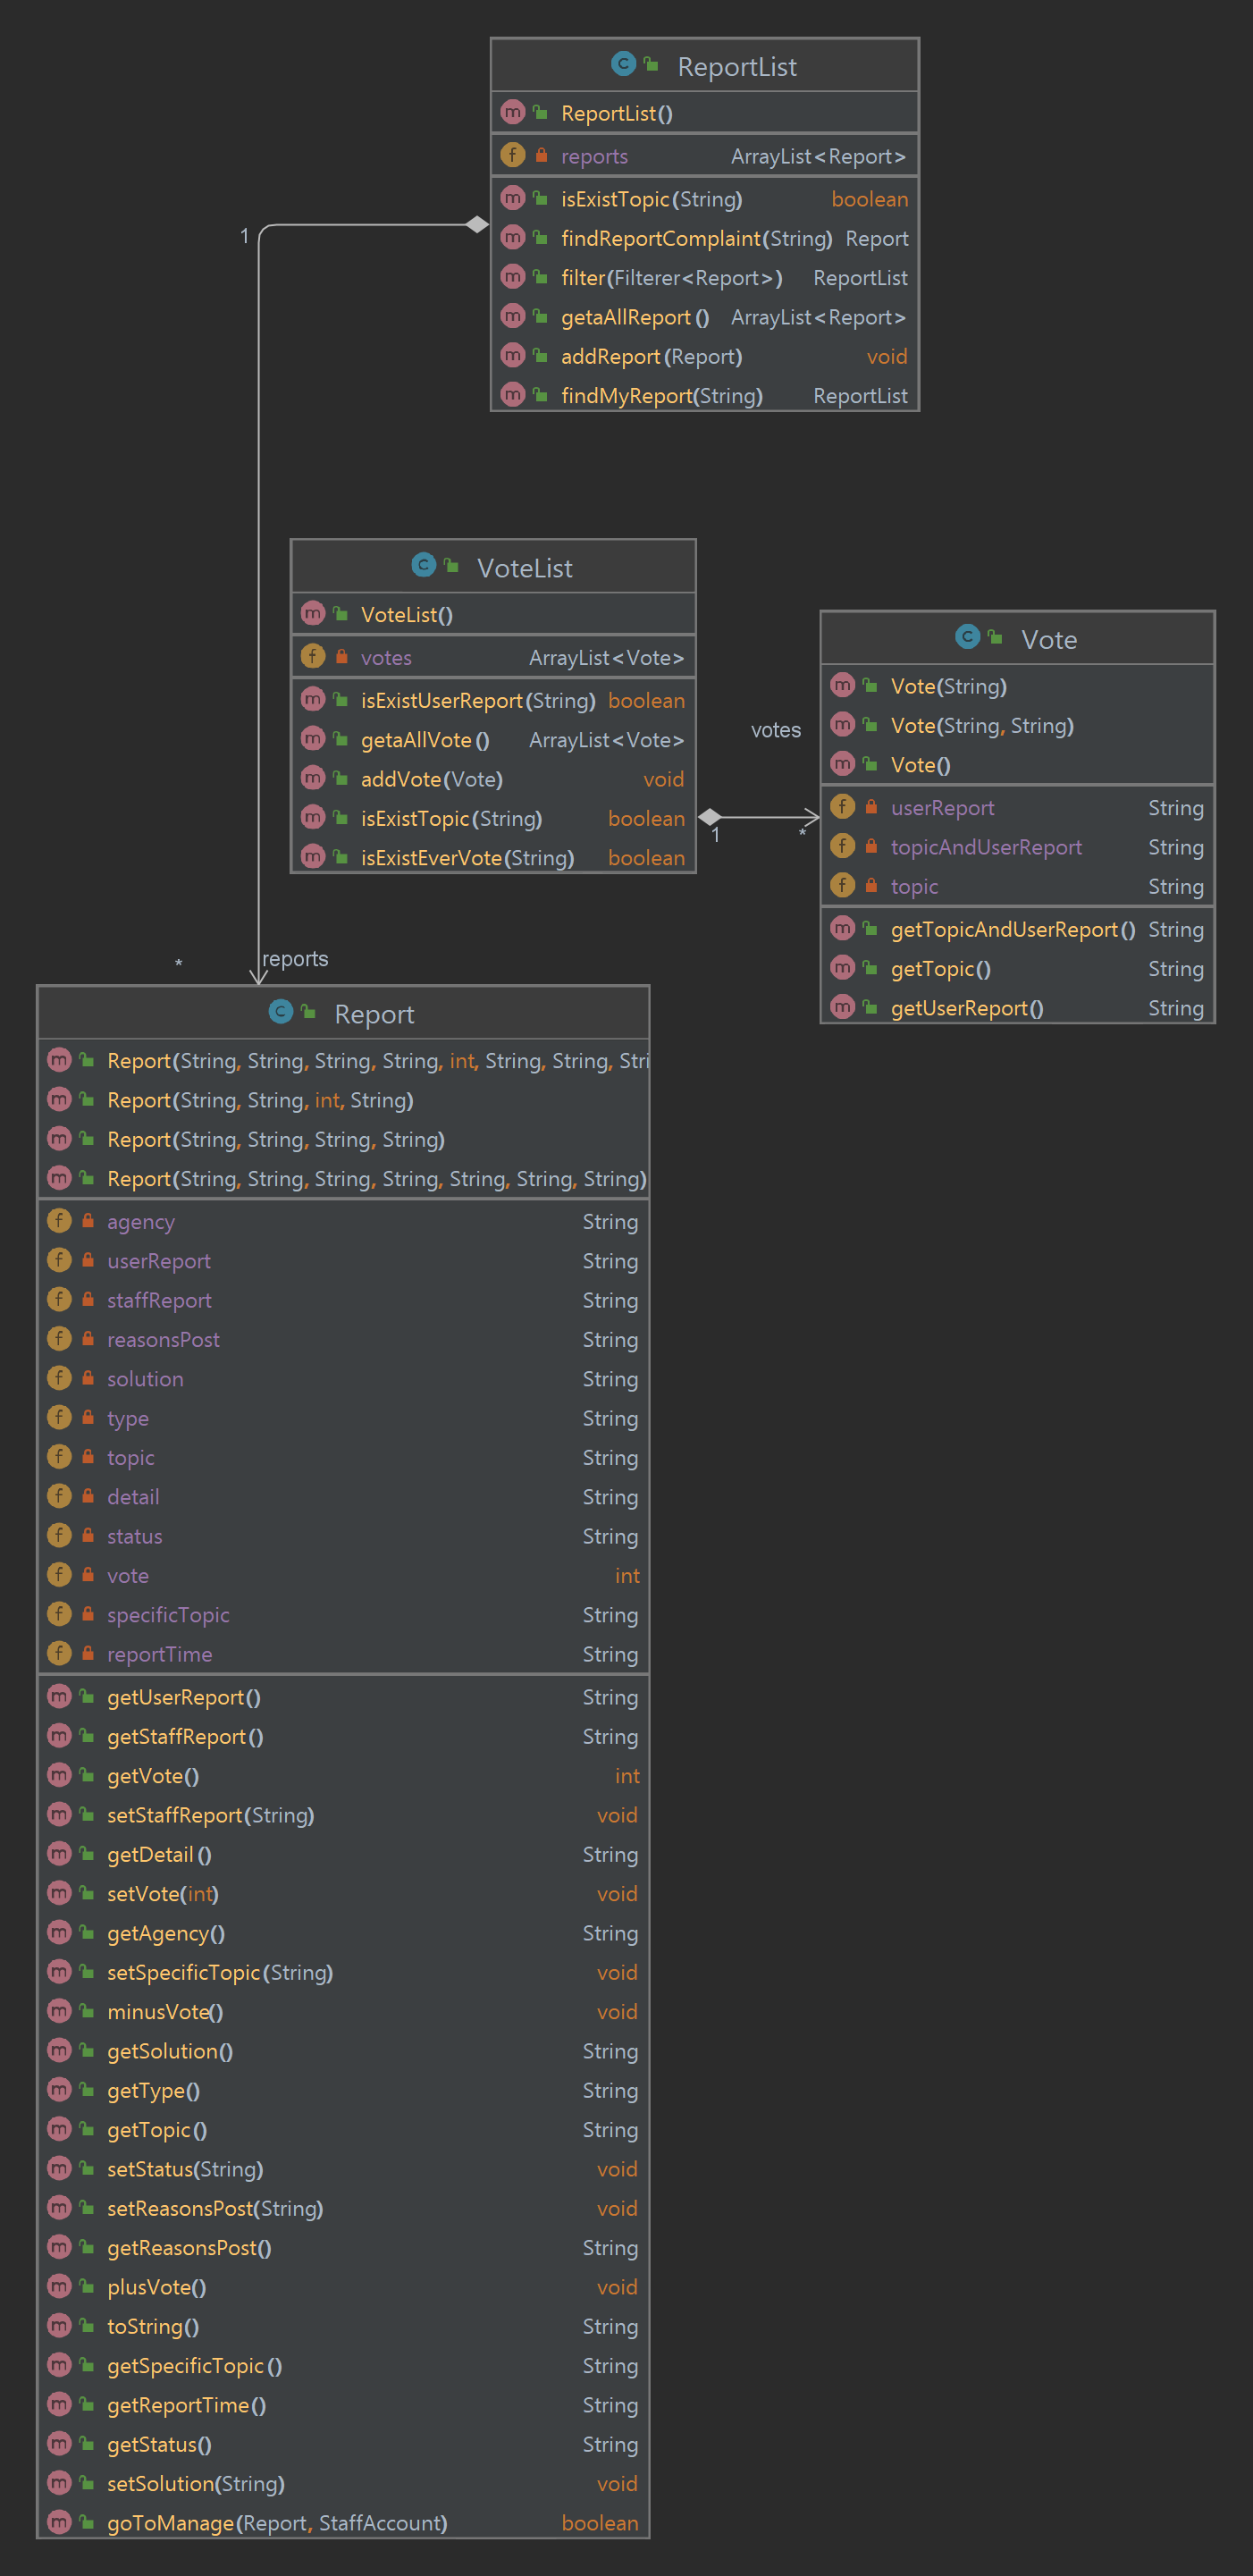 ReportList
ReportList()
reports ArrayList<Report>
isExistTopic(String) boolean
findReportComplaint(String) Report
filter(Filterer<Report>) ReportList
getaAllReport() ArrayList<Report>
addReport(Report) void
findMyReport(String) ReportList
1
VoteList
VoteList()
votes ArrayList<Vote>
isExistUserReport(String) boolean
getaAllVote() ArrayList<Vote>
addVote(Vote) void
isExistTopic(String) boolean
isExistEverVote(String) boolean
votes
1 *
Vote
Vote(String)
Vote(String, String)
Vote()
userReport String
topicAndUserReport String
topic String
getTopicAndUserReport() String
getTopic() String
getUserReport() String
* reports
Report
Report(String, String, String, String, int, String, String, Stri
Report(String, String, int, String)
Report(String, String, String, String)
Report(String, String, String, String, String, String, String)
agency String
userReport String
staffReport String
reasonsPost String
solution String
type String
topic String
detail String
status String
vote int
specificTopic String
reportTime String
getUserReport() String
getStaffReport() String
getVote() int
setStaffReport(String) void
getDetail() String
setVote(int) void
getAgency() String
setSpecificTopic(String) void
minusVote() void
getSolution() String
getType() String
getTopic() String
setStatus(String) void
setReasonsPost(String) void
getReasonsPost() String
plusVote() void
toString() String
getSpecificTopic() String
getReportTime() String
getStatus() String
setSolution(String) void
goToManage(Report, StaffAccount) boolean